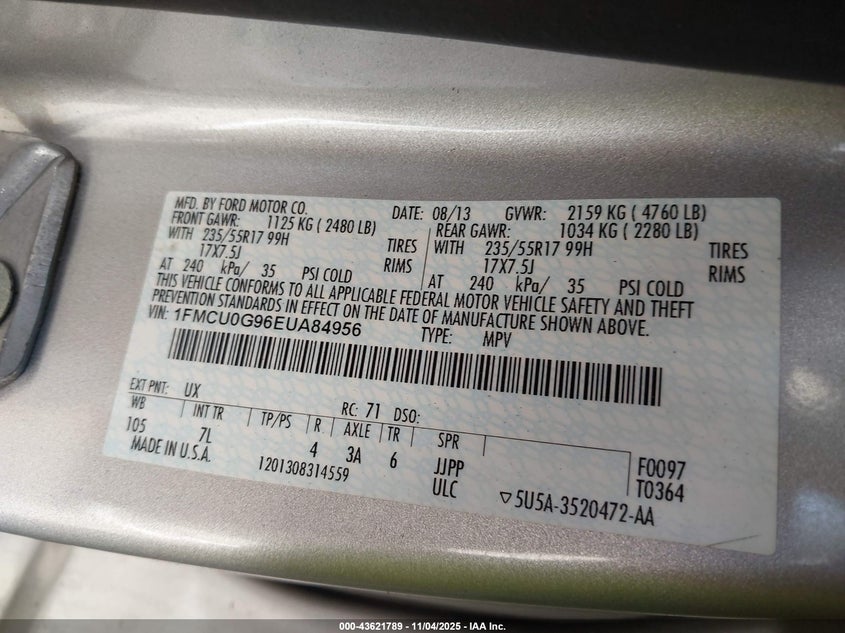 MFD. BY FORD MOTOR CO. DATE: 08/13 GVWR: 2159 KG ( 4760 LB)
FRONT GAWR: 1125 KG ( 2480 LB) REAR GAWR: 1034 KG ( 2280 LB)
WITH 235/55R17 99H TIRES WITH 235/55R17 99H TIRES
17X7.5J RIMS 17X7.5J RIMS
AT 240 kPa/ 35 PSI COLD AT 240 kPa/ 35 PSI COLD
THIS VEHICLE CONFORMS TO ALL APPLICABLE FEDERAL MOTOR VEHICLE SAFETY AND THEFT
PREVENTION STANDARDS IN EFFECT ON THE DATE OF MANUFACTURE SHOWN ABOVE.
VIN: 1FMCU0G96EUA84956 TYPE: MPV
EXT PNT: UX RC: 71 DSO:
WB INT TR TP/PS R AXLE TR SPR
105 7L 4 3A 6 JJPP F0097
MADE IN U.S.A. 1201308314559 ULC T0364
5U5A-3520472-AA
000-43621789 - 11/04/2025 - IAA Inc.